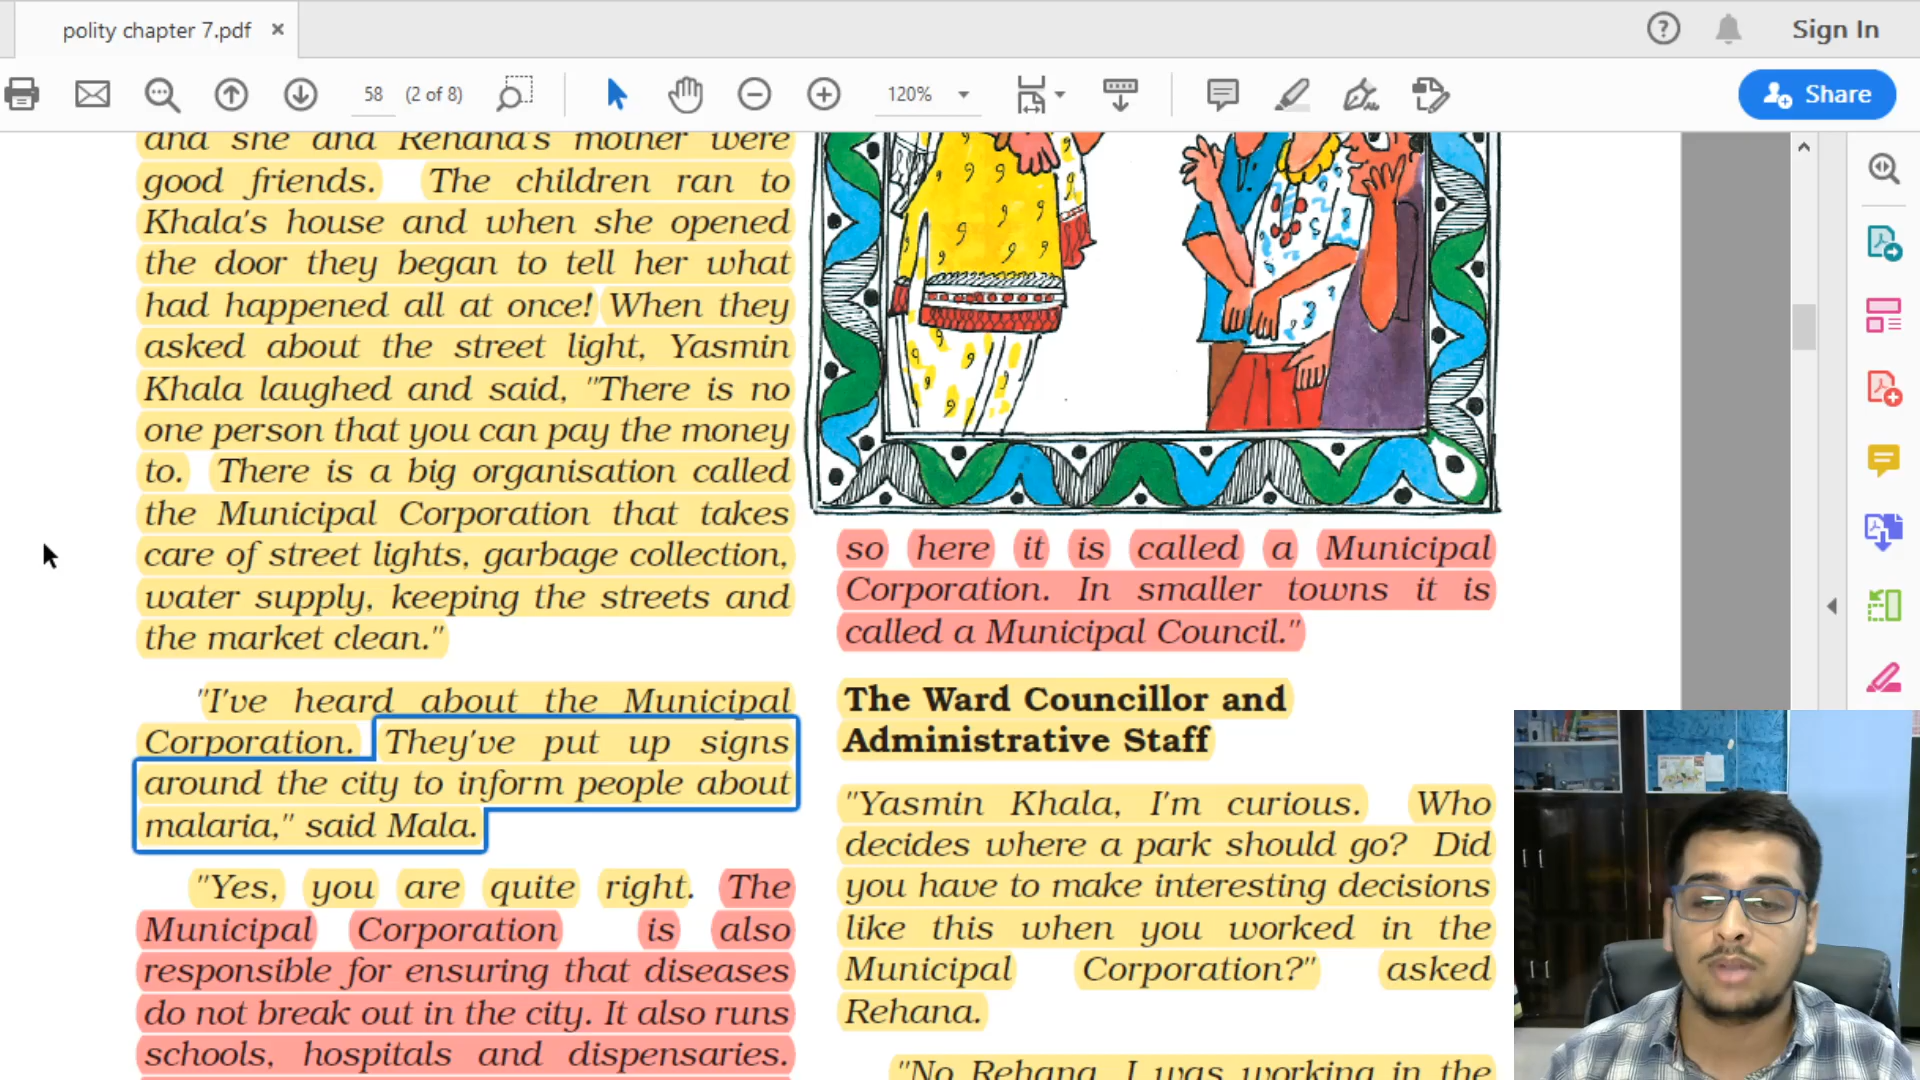 polity chapter 7.pdf
Sign In
58
(2 of 8)
120%
Share
and she and Rehana's mother were
good friends. The children ran to
Khala's house and when she opened
the door they began to tell her what
had happened all at once! When they
asked about the street light, Yasmin
Khala laughed and said, "There is no
one person that you can pay the money
to. There is a big organisation called
the Municipal Corporation that takes
care of street lights, garbage collection,
water supply, keeping the streets and
the market clean."
"I've heard about the Municipal
Corporation. They've put up signs
around the city to inform people about
malaria," said Mala.
"Yes, you are quite right. The
Municipal Corporation is also
responsible for ensuring that diseases
do not break out in the city. It also runs
schools, hospitals and dispensaries.
so here it is called a Municipal
Corporation. In smaller towns it is
called a Municipal Council."
The Ward Councillor and
Administrative Staff
"Yasmin Khala, I'm curious. Who
decides where a park should go? Did
you have to make interesting decisions
like this when you worked in the
Municipal Corporation?" asked
Rehana.
"No Rehana, I was working in the